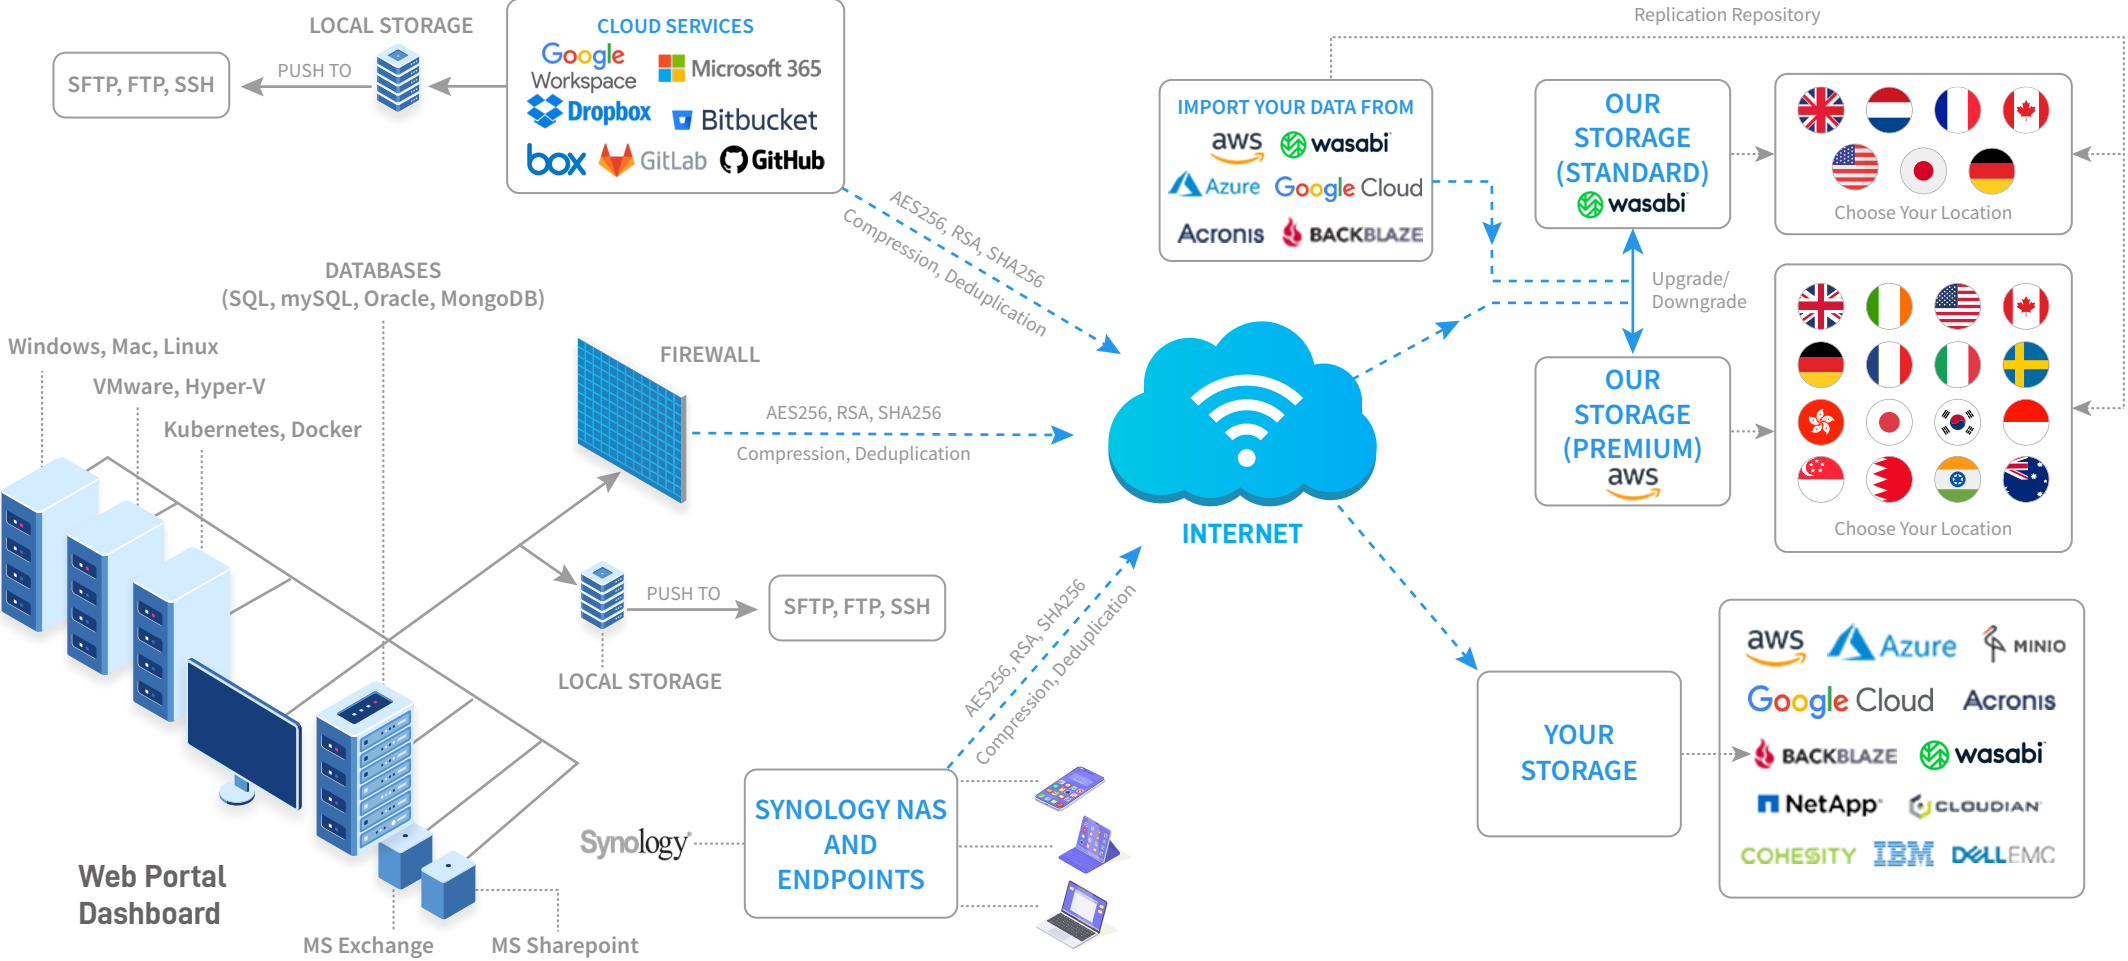 LOCAL STORAGE
SFTP, FTP, SSH
PUSH TO
CLOUD SERVICES
Google
Workspace
Microsoft 365
Dropbox
Bitbucket
box
GitLab
GitHub
AES256, RSA, SHA256
Compression, Deduplication
Replication Repository
IMPORT YOUR DATA FROM
aws
wasabi
Azure
Google Cloud
Acronis
BACKBLAZE
OUR
STORAGE
(STANDARD)
wasabi
Choose Your Location
Upgrade/
Downgrade
OUR
STORAGE
(PREMIUM)
aws
Choose Your Location
DATABASES
(SQL, mySQL, Oracle, MongoDB)
Windows, Mac, Linux
VMware, Hyper-V
Kubernetes, Docker
FIREWALL
AES256, RSA, SHA256
Compression, Deduplication
INTERNET
PUSH TO
SFTP, FTP, SSH
LOCAL STORAGE
AES256, RSA, SHA256
Compression, Deduplication
SYNOLOGY NAS
AND
ENDPOINTS
Synology
Web Portal
Dashboard
MS Exchange
MS Sharepoint
YOUR
STORAGE
aws
Azure
MINIO
Google Cloud
Acronis
BACKBLAZE
wasabi
NetApp
CLOUDIAN
COHESITY
IBM
DELLEMC